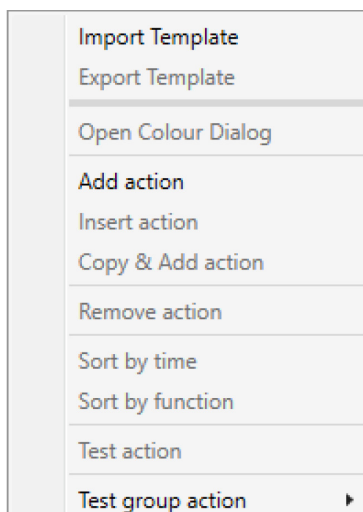 Import Template
Export Template
Open Colour Dialog
Add action
Insert action
Copy & Add action
Remove action
Sort by time
Sort by function
Test action
Test group action